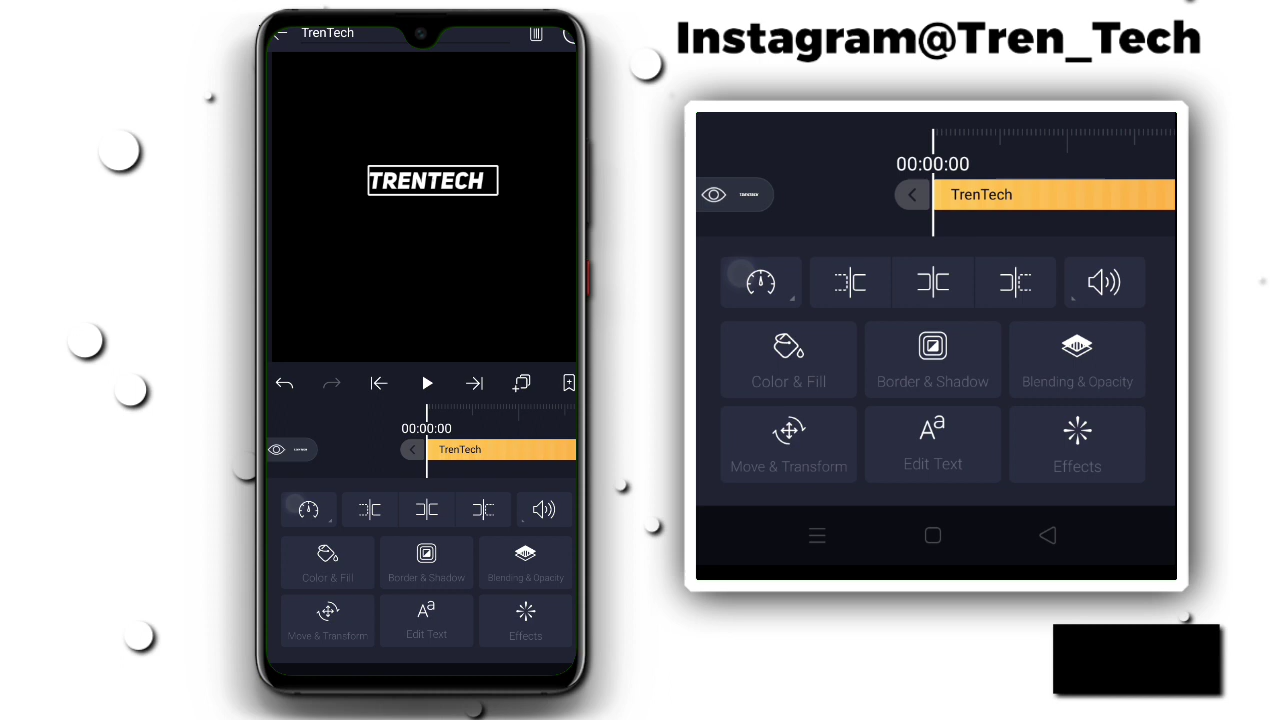 Instagram@Tren_Tech
TrenTech
TRENTECH
00:00:00
TrenTech
Color & Fill
Border & Shadow
Blending & Opacity
Move & Transform
Edit Text
Effects
00:00:00
TrenTech
Color & Fill
Border & Shadow
Blending & Opacity
Move & Transform
Edit Text
Effects